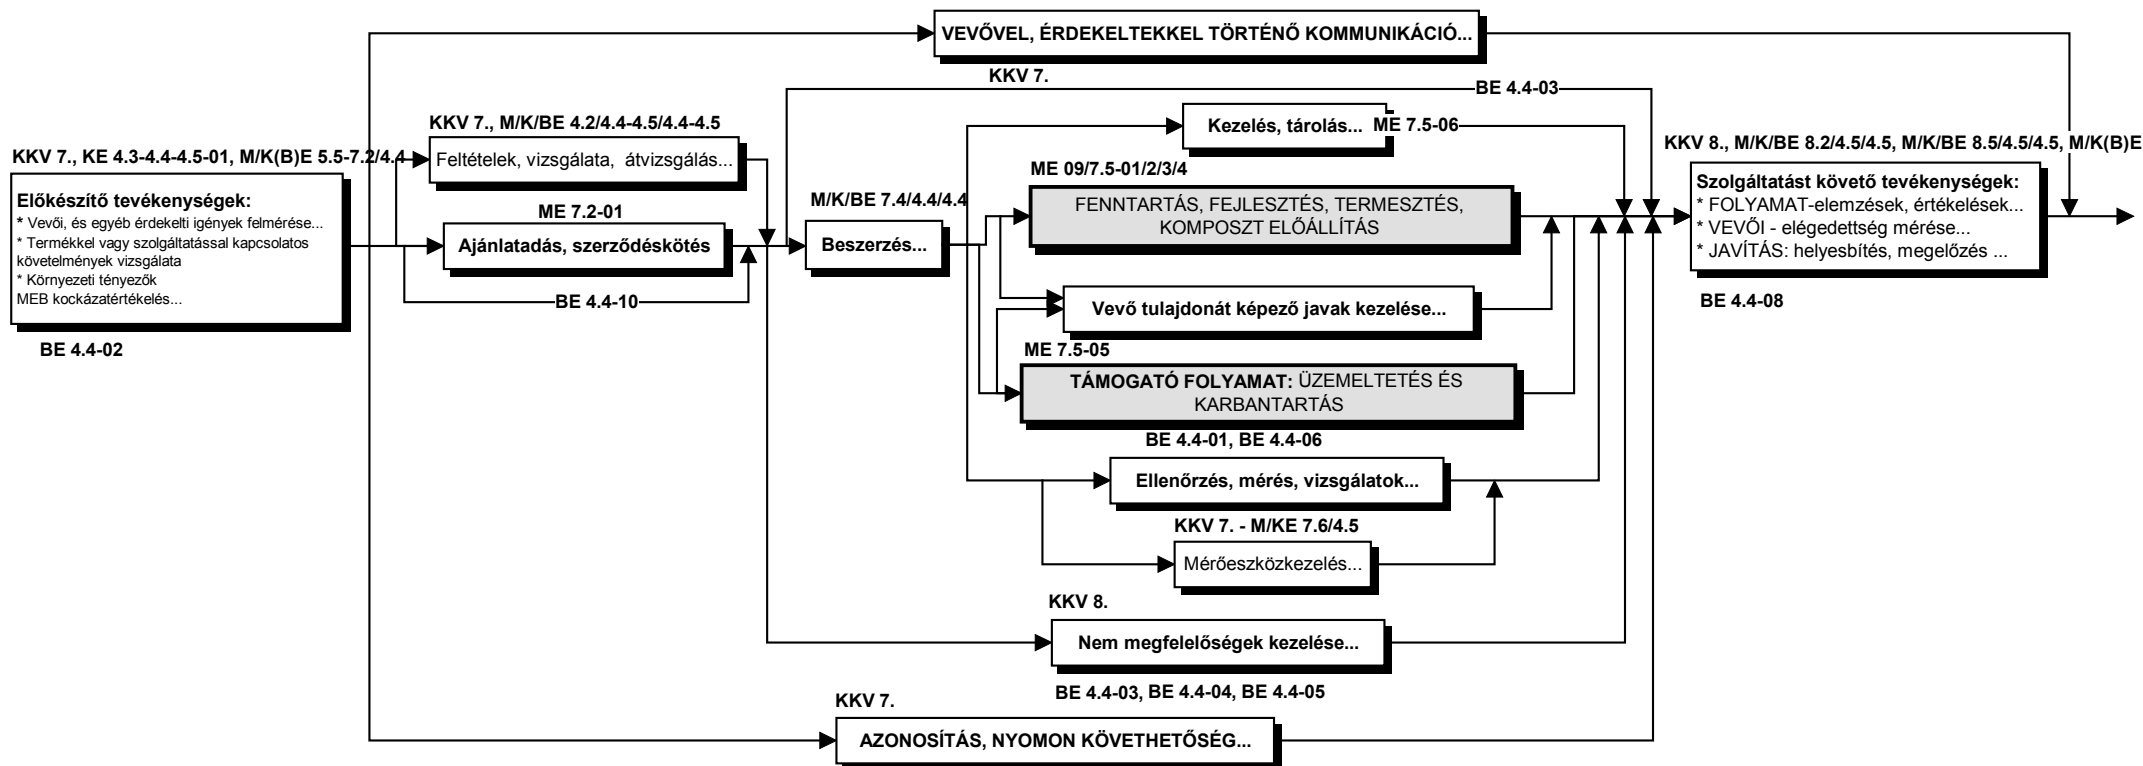 VEVŐVEL, ÉRDEKELTEKKEL TÖRTÉNŐ KOMMUNIKÁCIÓ...
KKV 7.
BE 4.4-03
KKV 7., M/K/BE 4.2/4.4-4.5/4.4-4.5
Feltételek, vizsgálata, átvizsgálás...
Kezelés, tárolás...
ME 7.5-06
KKV 7., KE 4.3-4.4-4.5-01, M/K(B)E 5.5-7.2/4.4
Előkészítő tevékenységek:
* Vevői, és egyéb érdekelti igények felmérése...
* Termékkel vagy szolgáltatással kapcsolatos
követelmények vizsgálata
* Környezeti tényezők
MEB kockázatértékelés...
BE 4.4-02
ME 7.2-01
Ajánlatadás, szerződéskötés
BE 4.4-10
M/K/BE 7.4/4.4/4.4
Beszerzés...
ME 09/7.5-01/2/3/4
FENNTARTÁS, FEJLESZTÉS, TERMESZTÉS,
KOMPOSZT ELŐÁLLÍTÁS
Vevő tulajdonát képező javak kezelése...
ME 7.5-05
TÁMOGATÓ FOLYAMAT: ÜZEMELTETÉS ÉS
KARBANTARTÁS
BE 4.4-01, BE 4.4-06
Ellenőrzés, mérés, vizsgálatok...
KKV 7. - M/KE 7.6/4.5
Mérőeszközkezelés...
KKV 8.
Nem megfelelőségek kezelése...
BE 4.4-03, BE 4.4-04, BE 4.4-05
KKV 7.
AZONOSÍTÁS, NYOMON KÖVETHETŐSÉG...
KKV 8., M/K/BE 8.2/4.5/4.5, M/K/BE 8.5/4.5/4.5, M/K(B)E
Szolgáltatást követő tevékenységek:
* FOLYAMAT-elemzések, értékelések...
* VEVŐI - elégedettség mérése...
* JAVÍTÁS: helyesbítés, megelőzés ...
BE 4.4-08